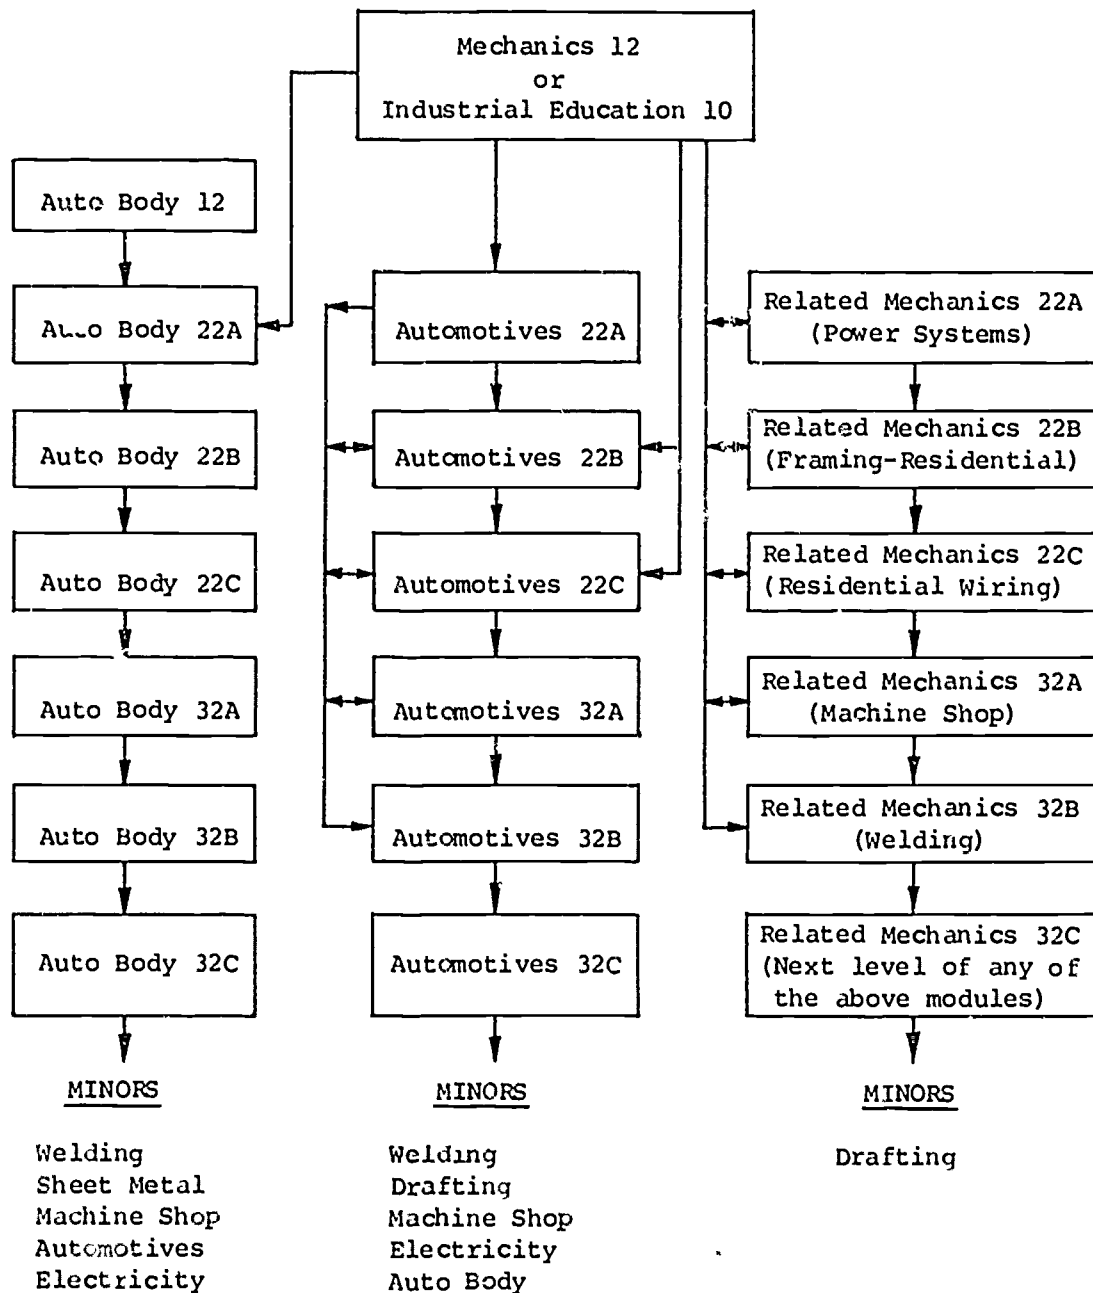 Mechanics 12
or
Industrial Education 10
Auto Body 12
Auto Body 22A
Auto Body 22B
Auto Body 22C
Auto Body 32A
Auto Body 32B
Auto Body 32C
MINORS
Welding
Sheet Metal
Machine Shop
Automotives
Electricity
Automotives 22A
Automotives 22B
Automotives 22C
Automotives 32A
Automotives 32B
Automotives 32C
MINORS
Welding
Drafting
Machine Shop
Electricity
Auto Body
Related Mechanics 22A
(Power Systems)
Related Mechanics 22B
(Framing-Residential)
Related Mechanics 22C
(Residential Wiring)
Related Mechanics 32A
(Machine Shop)
Related Mechanics 32B
(Welding)
Related Mechanics 32C
(Next level of any of
the above modules)
MINORS
Drafting